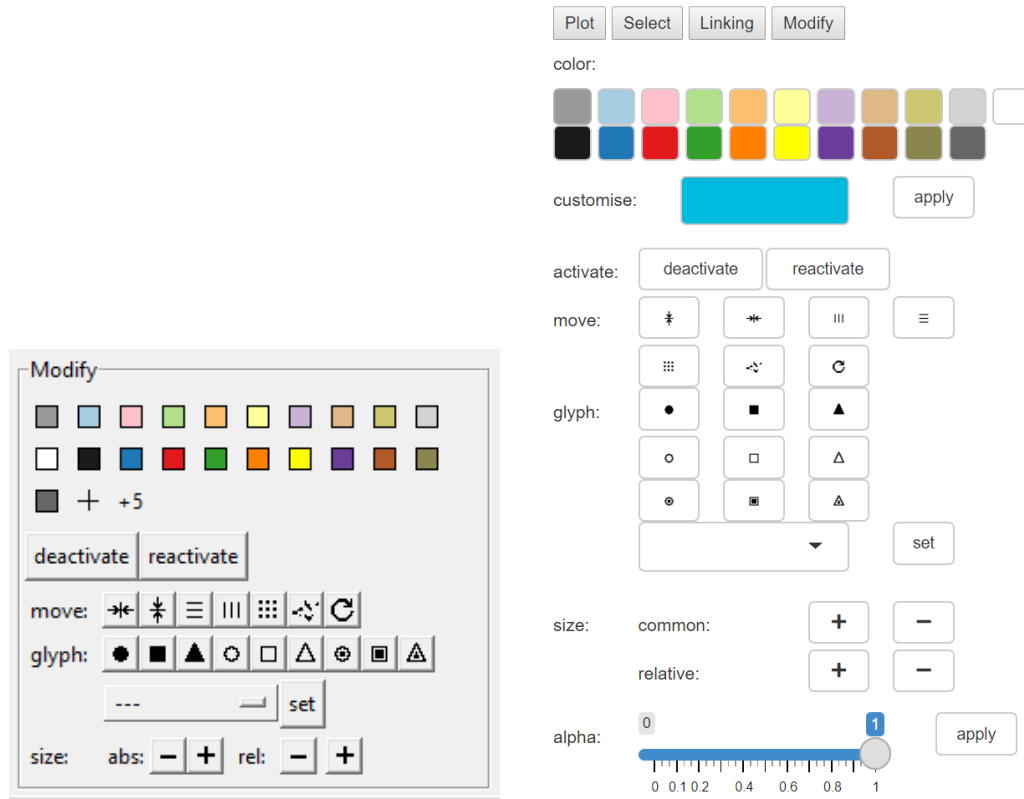 Plot Select Linking Modify
color:
customise: apply
activate: deactivate reactivate
move:
glyph:
set
size: common: + −
relative: + −
alpha: 0 1 apply
0 0.1 0.2 0.4 0.6 0.8 1
Modify
+5
deactivate reactivate
move:
glyph:
--- set
size: abs: − + rel: − +